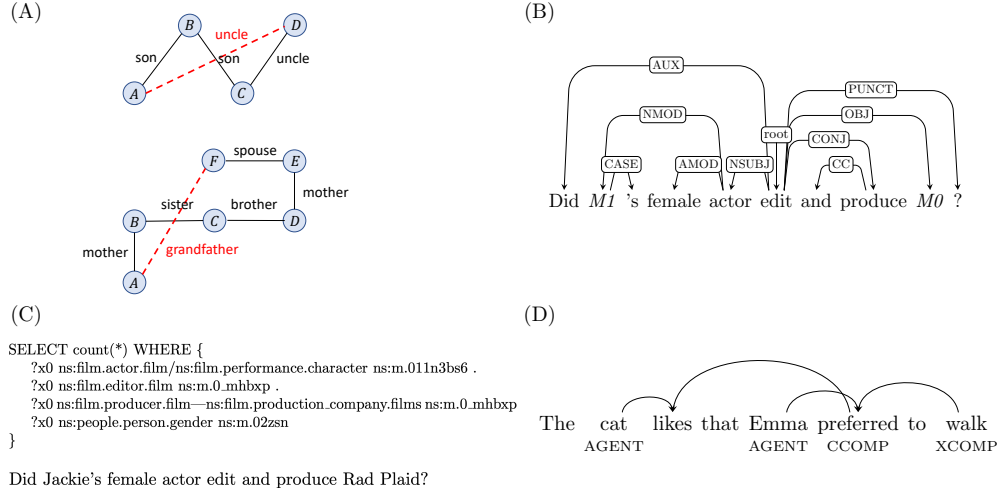 (A)
B
D
uncle
son
son
uncle
A
C
F
spouse
E
mother
sister
brother
B
C
D
mother
grandfather
A
(B)
AUX
PUNCT
NMOD
OBJ
root
CONJ
CASE
AMOD
NSUBJ
CC
Did M1 's female actor edit and produce M0 ?
(C)
SELECT count(*) WHERE {
?x0 ns:film.actor.film/ns:film.performance.character ns:m.011n3bs6 .
?x0 ns:film.editor.film ns:m.0_mhbxp .
?x0 ns:film.producer.film—ns:film.production_company.films ns:m.0_mhbxp
?x0 ns:people.person.gender ns:m.02zsn
}
Did Jackie's female actor edit and produce Rad Plaid?
(D)
The cat likes that Emma preferred to walk
AGENT AGENT CCOMP XCOMP